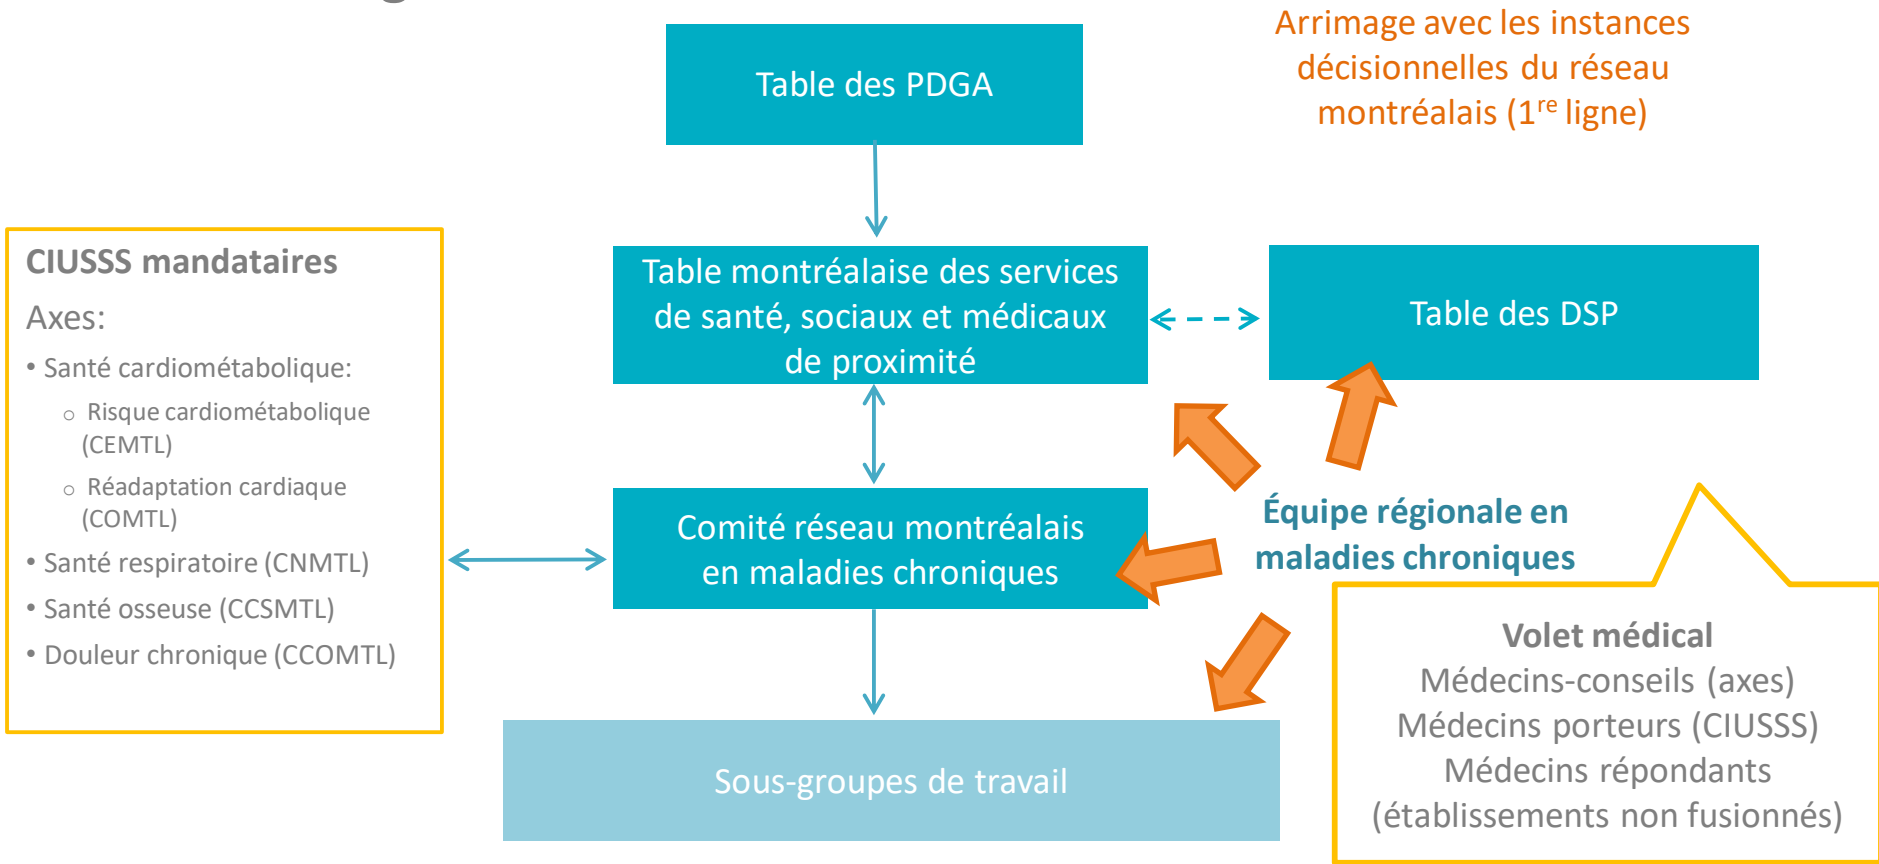 Arrimage avec les instances
décisionnelles du réseau
montréalais (1re ligne)
Table des PDGA
CIUSSS mandataires
Axes:
• Santé cardiométabolique:
o Risque cardiométabolique
(CEMTL)
o Réadaptation cardiaque
(COMTL)
• Santé respiratoire (CNMTL)
• Santé osseuse (CCSMTL)
• Douleur chronique (CCOMTL)
Table montréalaise des services
de santé, sociaux et médicaux
de proximité
Table des DSP
Comité réseau montréalais
en maladies chroniques
Équipe régionale en
maladies chroniques
Volet médical
Médecins-conseils (axes)
Médecins porteurs (CIUSSS)
Médecins répondants
(établissements non fusionnés)
Sous-groupes de travail